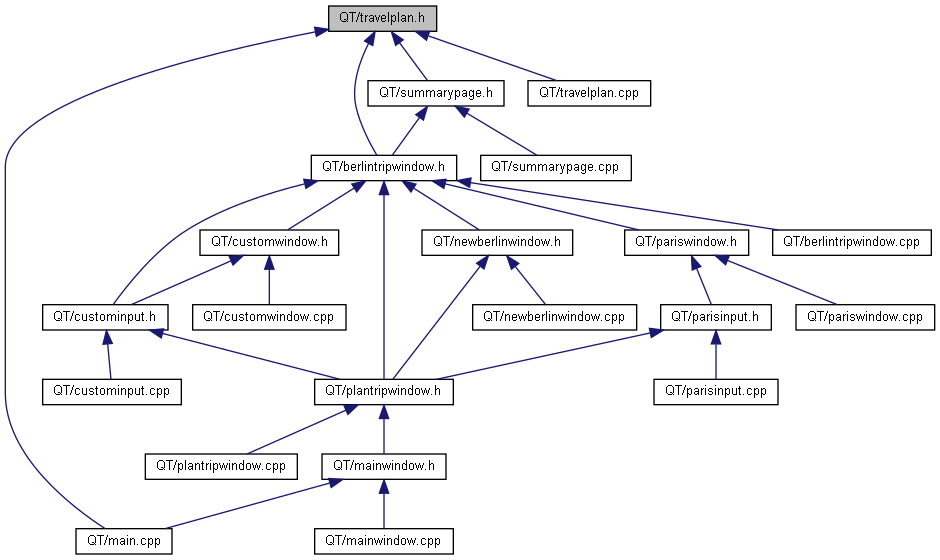 QT/travelplan.h
QT/summarypage.h
QT/travelplan.cpp
QT/berlintripwindow.h
QT/summarypage.cpp
QT/customwindow.h
QT/newberlinwindow.h
QT/pariswindow.h
QT/berlintripwindow.cpp
QT/custominput.h
QT/customwindow.cpp
QT/newberlinwindow.cpp
QT/parisinput.h
QT/pariswindow.cpp
QT/custominput.cpp
QT/plantripwindow.h
QT/parisinput.cpp
QT/plantripwindow.cpp
QT/mainwindow.h
QT/main.cpp
QT/mainwindow.cpp